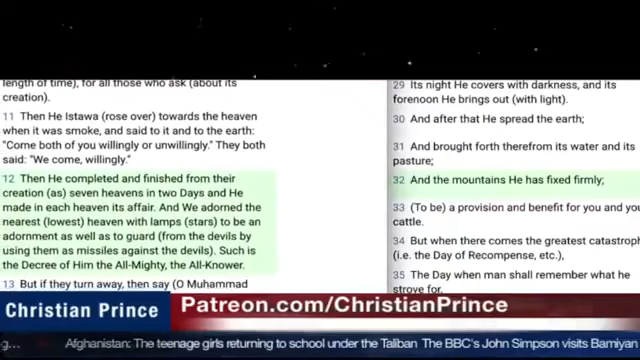 length of time), for all those who ask (about its
creation).
11 Then He Istawa (rose over) towards the heaven
when it was smoke, and said to it and to the earth:
"Come both of you willingly or unwillingly." They both
said: "We come, willingly."
12 Then He completed and finished from their
creation (as) seven heavens in two Days and He
made in each heaven its affair. And We adorned the
nearest (lowest) heaven with lamps (stars) to be an
adornment as well as to guard (from the devils by
using them as missiles against the devils). Such is
the Decree of Him the All-Mighty, the All-Knower.
13 But if they turn away, then say (O Muhammad
29 Its night He covers with darkness, and its
forenoon He brings out (with light).
30 And after that He spread the earth;
31 And brought forth therefrom its water and its
pasture;
32 And the mountains He has fixed firmly;
33 (To be) a provision and benefit for you and you
cattle.
34 But when there comes the greatest catastroph
(i.e. the Day of Recompense, etc.),
35 The Day when man shall remember what he
strove for.
Christian Prince
Patreon.com/ChristianPrince
g... Afghanistan: The teenage girls returning to school under the Taliban The BBC's John Simpson visits Bamiyan